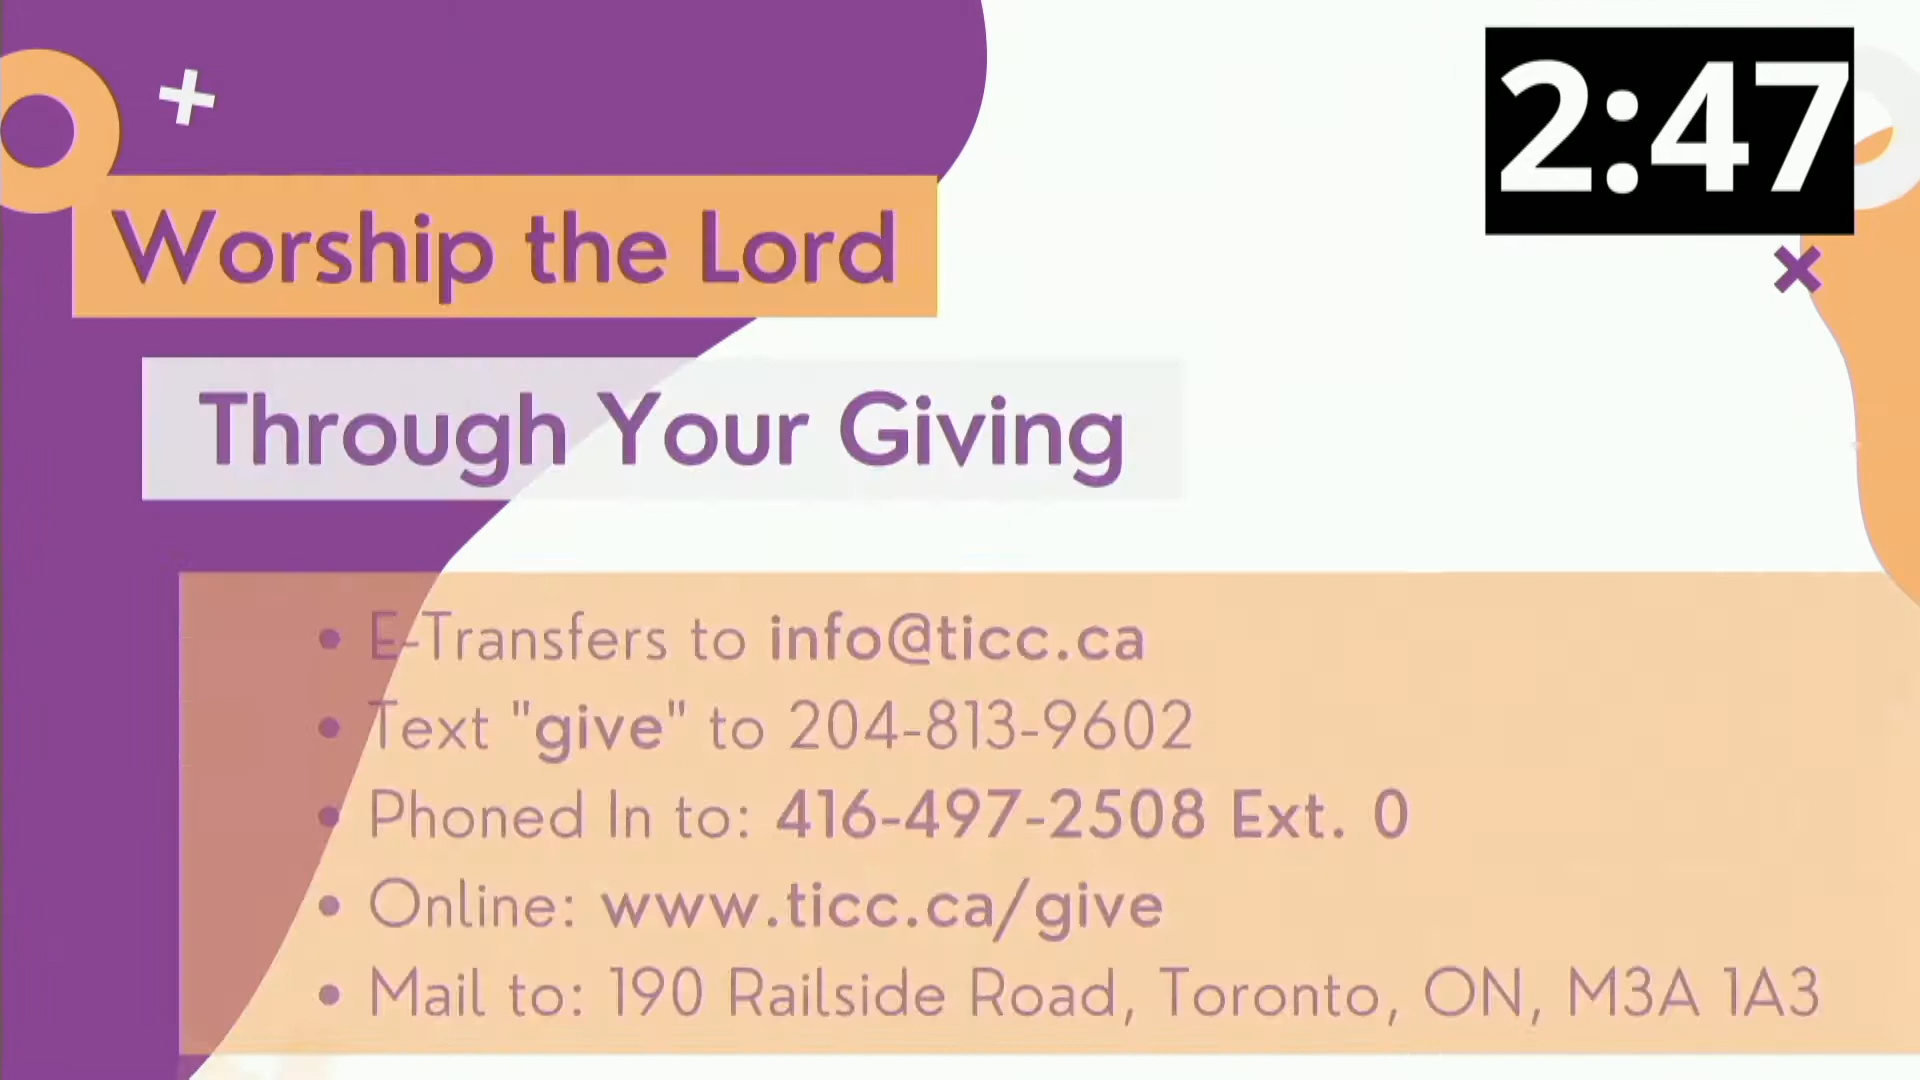 2:47
Worship the Lord
Through Your Giving
• E-Transfers to info@ticc.ca
• Text "give" to 204-813-9602
• Phoned In to: 416-497-2508 Ext. 0
• Online: www.ticc.ca/give
• Mail to: 190 Railside Road, Toronto, ON, M3A 1A3